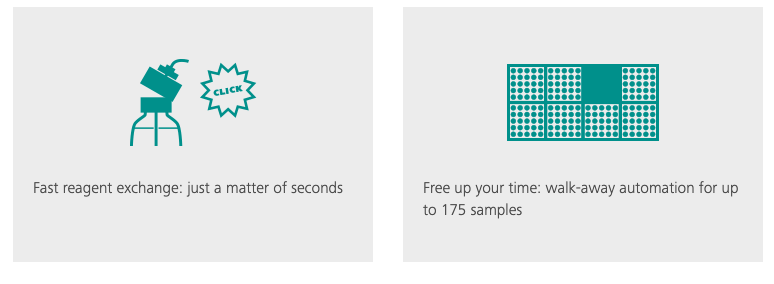 CLICK
Fast reagent exchange: just a matter of seconds
Free up your time: walk-away automation for up
to 175 samples